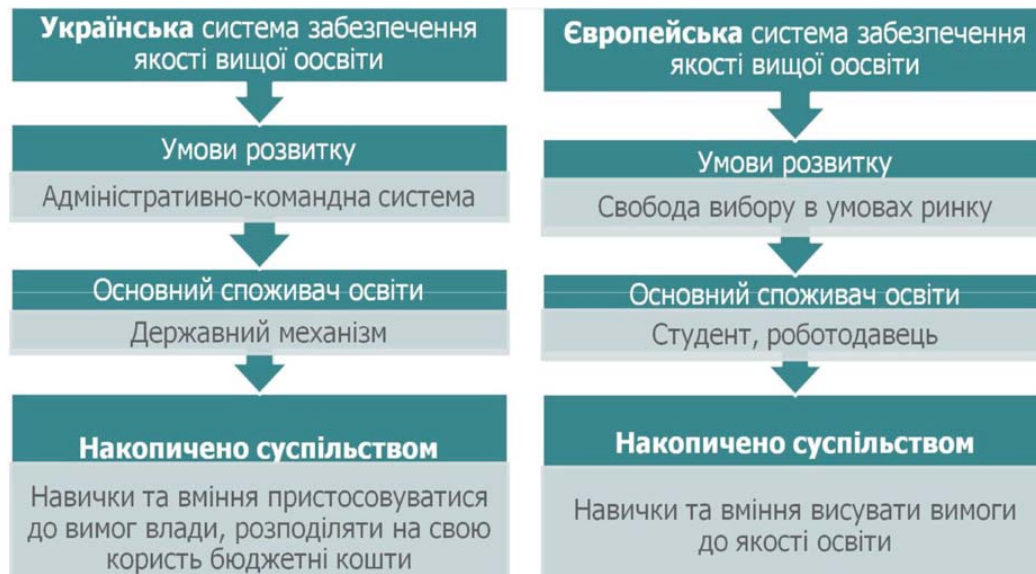 Українська система забезпечення
якості вищої оосвіти
Умови розвитку
Адміністративно-командна система
Основний споживач освіти
Державний механізм
Накопичено суспільством
Навички та вміння пристосовуватися
до вимог влади, розподіляти на свою
користь бюджетні кошти
Європейська система забезпечення
якості вищої оосвіти
Умови розвитку
Свобода вибору в умовах ринку
Основний споживач освіти
Студент, роботодавець
Накопичено суспільством
Навички та вміння висувати вимоги
до якості освіти